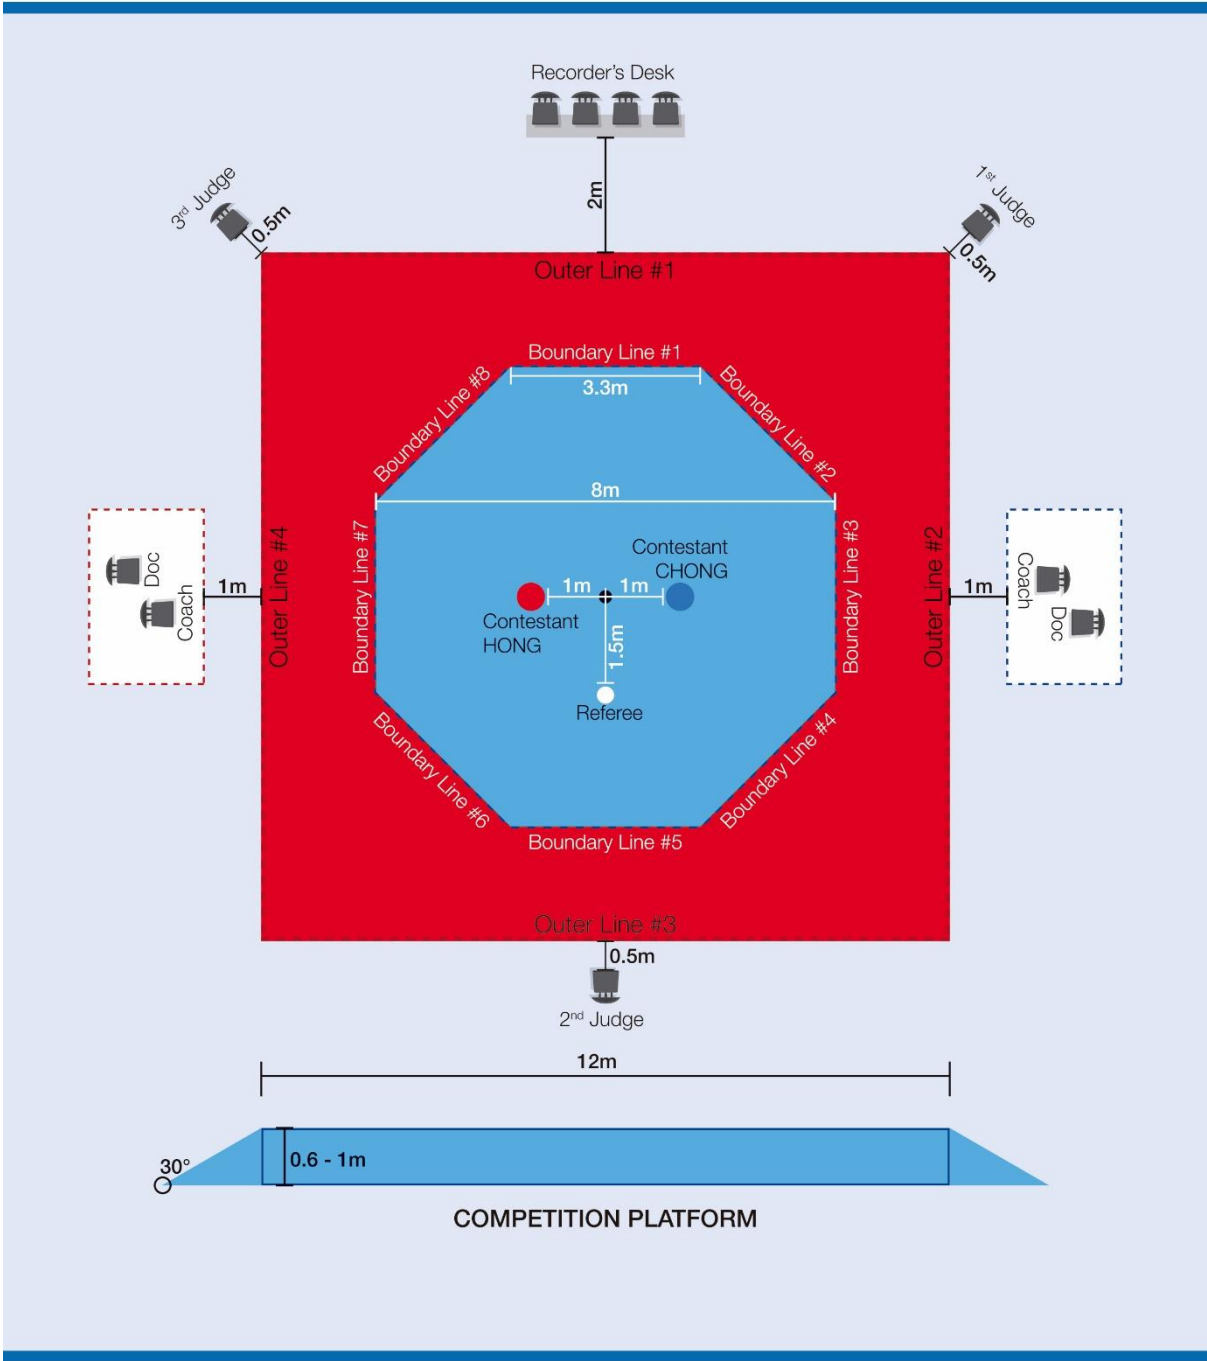 Recorder's Desk
2m
3rd Judge
0.5m
1st Judge
0.5m
Outer Line #1
Boundary Line #1
3.3m
Boundary Line #8
Boundary Line #2
8m
Boundary Line #7
Boundary Line #3
Outer Line #4
Outer Line #2
Doc
Coach
1m
Contestant
CHONG
1m
1m
Contestant
HONG
1.5m
Referee
1m
Coach
Doc
Boundary Line #6
Boundary Line #4
Boundary Line #5
Outer Line #3
0.5m
2nd Judge
12m
30°
0.6 - 1m
COMPETITION PLATFORM